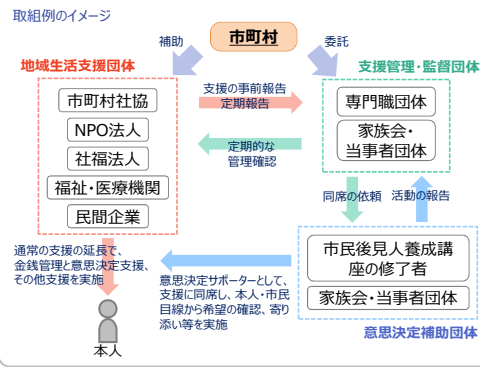 取組例のイメージ
市町村
補助
委託
地域生活支援団体
支援管理・監督団体
市町村社協
NPO法人
社福法人
福祉・医療機関
民間企業
支援の事前報告
定期報告
定期的な
管理確認
専門職団体
家族会・
当事者団体
同席の依頼
活動の報告
通常の支援の延長で、
金銭管理と意思決定支援、
その他支援を実施
意思決定サポーターとして、
支援に同席し、本人・市民
目線から希望の確認、寄り
添い等を実施
市民後見人養成講
座の修了者
家族会・当事者団体
意思決定補助団体
本人